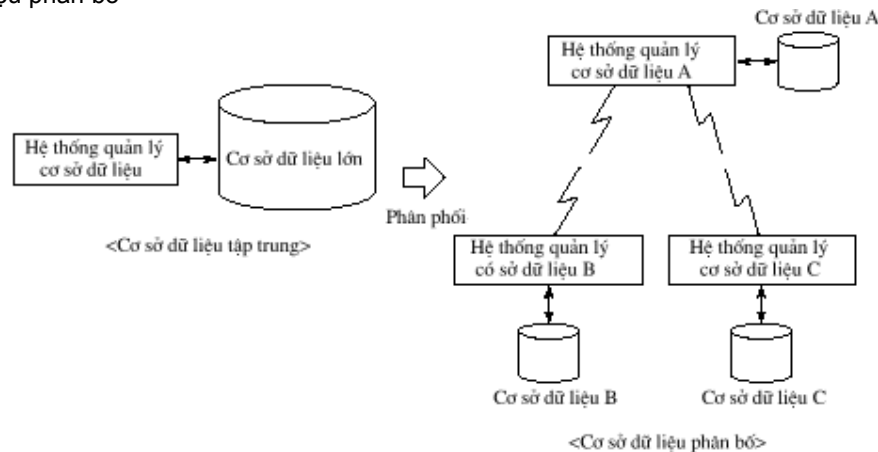 ệu phân bố
Cơ sở dữ liệu A
Hệ thống quản lý
cơ sở dữ liệu A
Hệ thống quản lý
cơ sở dữ liệu
Cơ sở dữ liệu lớn
Phân phối
<Cơ sở dữ liệu tập trung>
Hệ thống quản lý
có sở dữ liệu B
Hệ thống quản lý
cơ sở dữ liệu C
Cơ sở dữ liệu B
Cơ sở dữ liệu C
<Cơ sở dữ liệu phân bố>